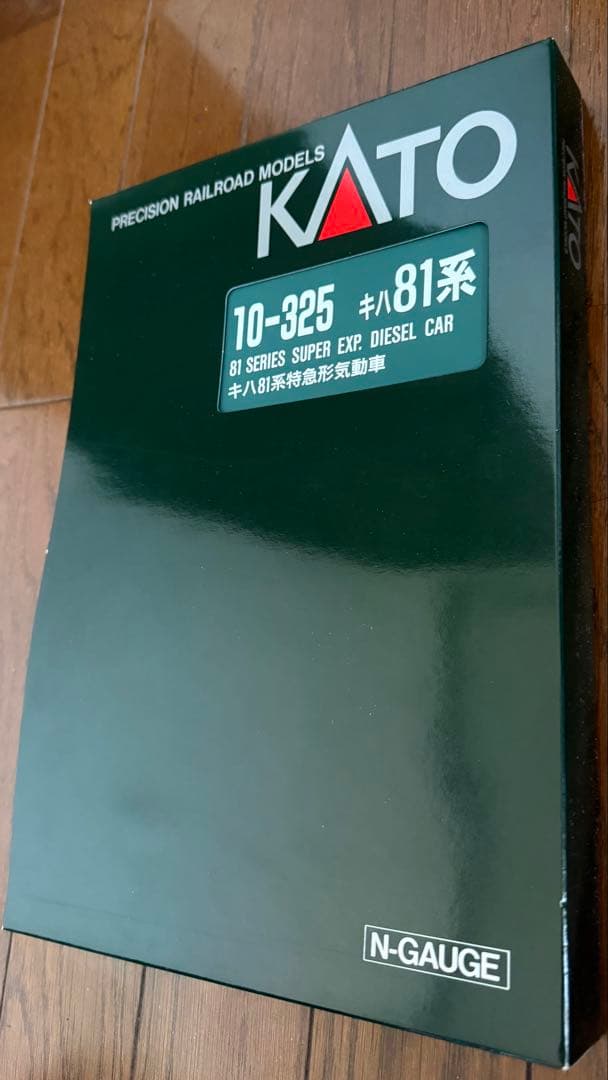 PRECISION RAILROAD MODELS
KATO
10-325 キハ81系
81 SERIES SUPER EXP. DIESEL CAR
キハ81系特急形気動車
N-GAUGE
KATO